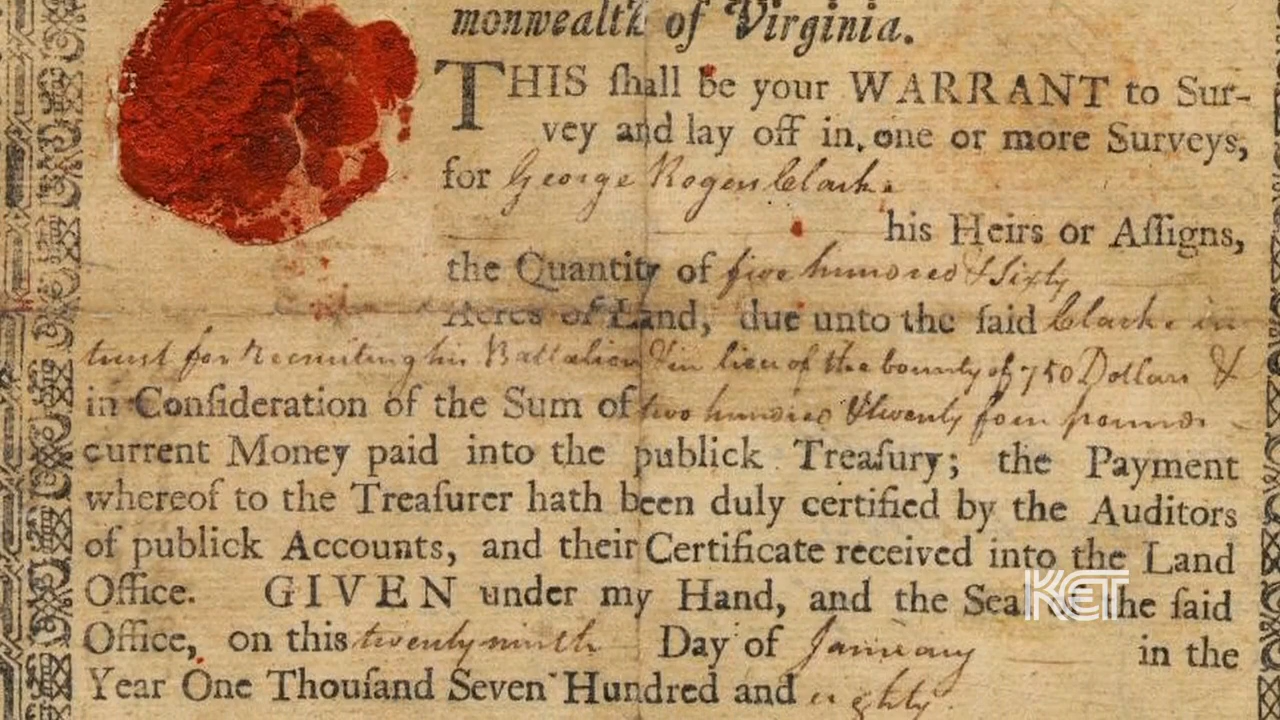 monwealth of Virginia.
THIS ſhall be your WARRANT to Sur-
vey and lay off in, one or more Surveys,
for George Rogers Clark.
his Heirs or Aſſigns,
the Quantity of five hundred & Sixty
Acres of Land, due unto the ſaid Clark in
trust for Recruiting his Battalion & in lieu of the bounty of 750 Dollars &
in Conſideration of the Sum of two hundred & twenty four pounds
current Money paid into the publick Treaſury; the Payment
whereof to the Treaſurer hath been duly certified by the Auditors
of publick Accounts, and their Certificate received into the Land
Office. GIVEN under my Hand, and the Seal of the ſaid
KET
Office, on this twenty ninth Day of January in the
Year One Thouſand Seven Hundred and eighty.